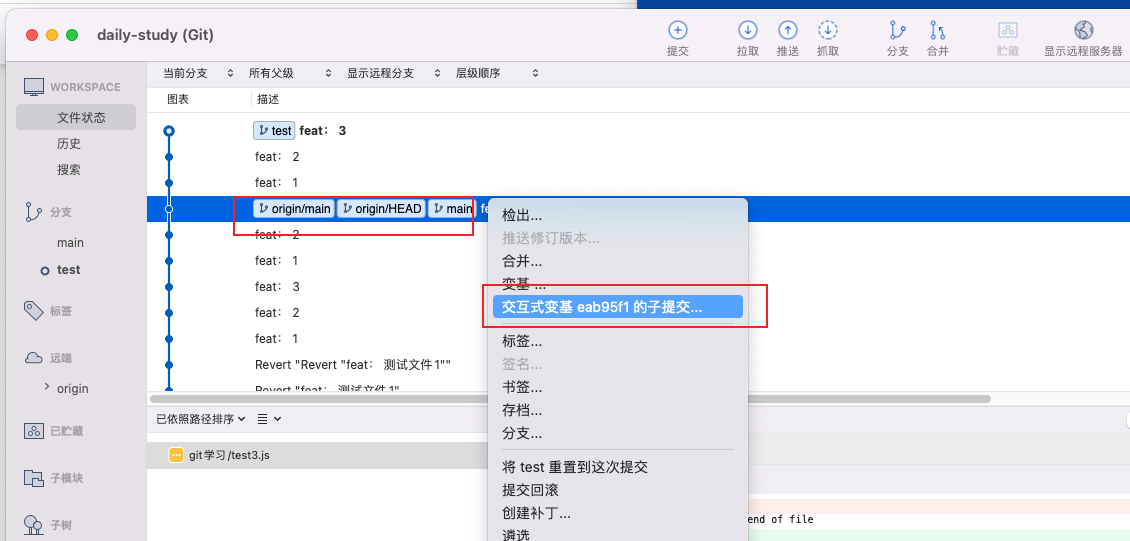 daily-study (Git)
提交
拉取
推送
抓取
分支
合并
贮藏
显示远程服务器
WORKSPACE
文件状态
历史
搜索
分支
main
test
标签
远端
origin
已贮藏
子模块
子树
当前分支
所有父级
显示远程分支
层级顺序
图表
描述
test feat： 3
feat： 2
feat： 1
origin/main origin/HEAD main fe
feat： 2
feat： 1
feat： 3
feat： 2
feat： 1
Revert "Revert "feat： 测试文件1""
Revert "feat： 测试文件1"
已依照路径排序
git学习/test3.js
检出...
推送修订版本...
合并...
变基 ...
交互式变基 eab95f1 的子提交...
标签...
签名...
书签...
存档...
分支...
将 test 重置到这次提交
提交回滚
创建补丁...
遴选
end of file